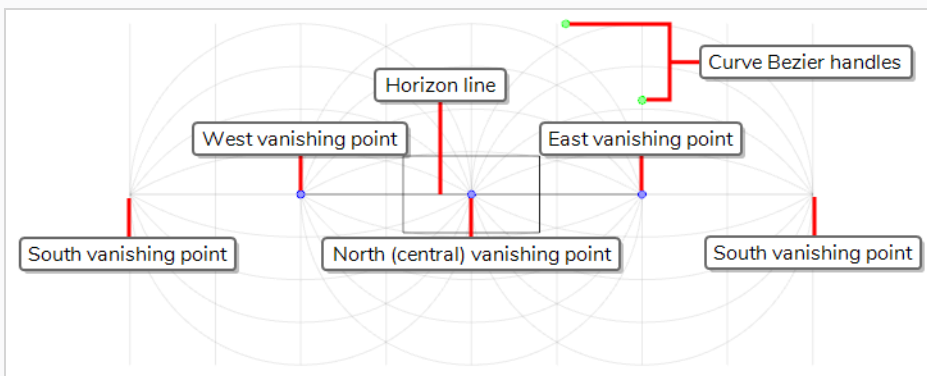 Curve Bezier handles
Horizon line
West vanishing point
East vanishing point
South vanishing point
North (central) vanishing point
South vanishing point